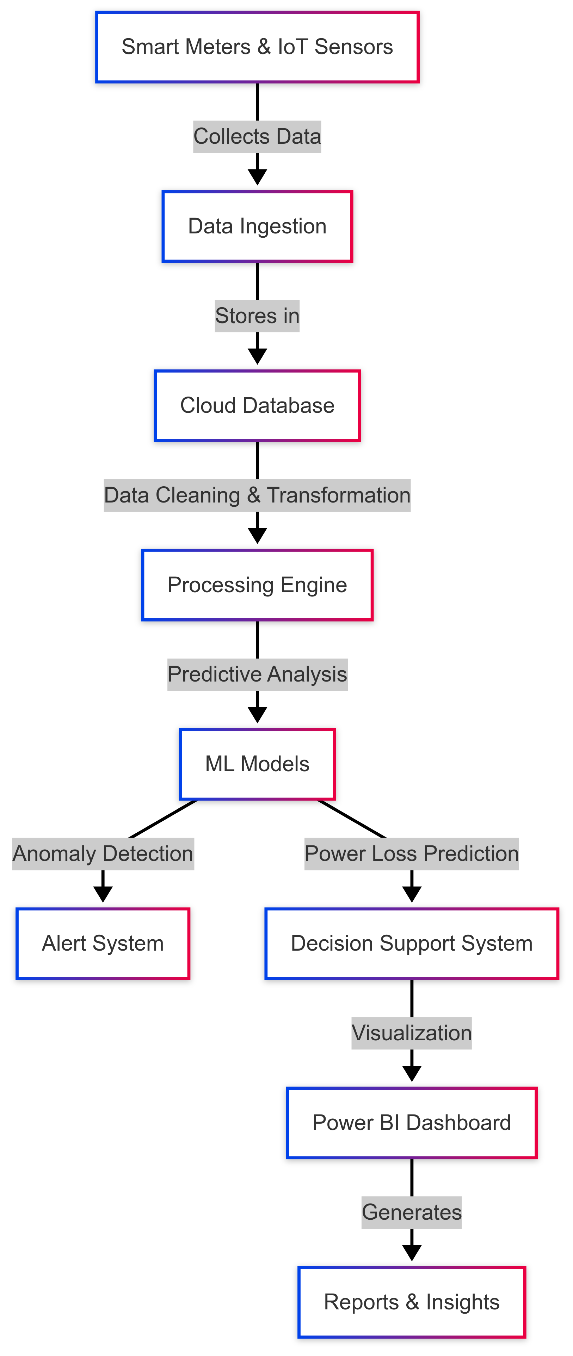 Smart Meters & IoT Sensors
Collects Data
Data Ingestion
Stores in
Cloud Database
Data Cleaning & Transformation
Processing Engine
Predictive Analysis
ML Models
Anomaly Detection
Power Loss Prediction
Alert System
Decision Support System
Visualization
Power BI Dashboard
Generates
Reports & Insights